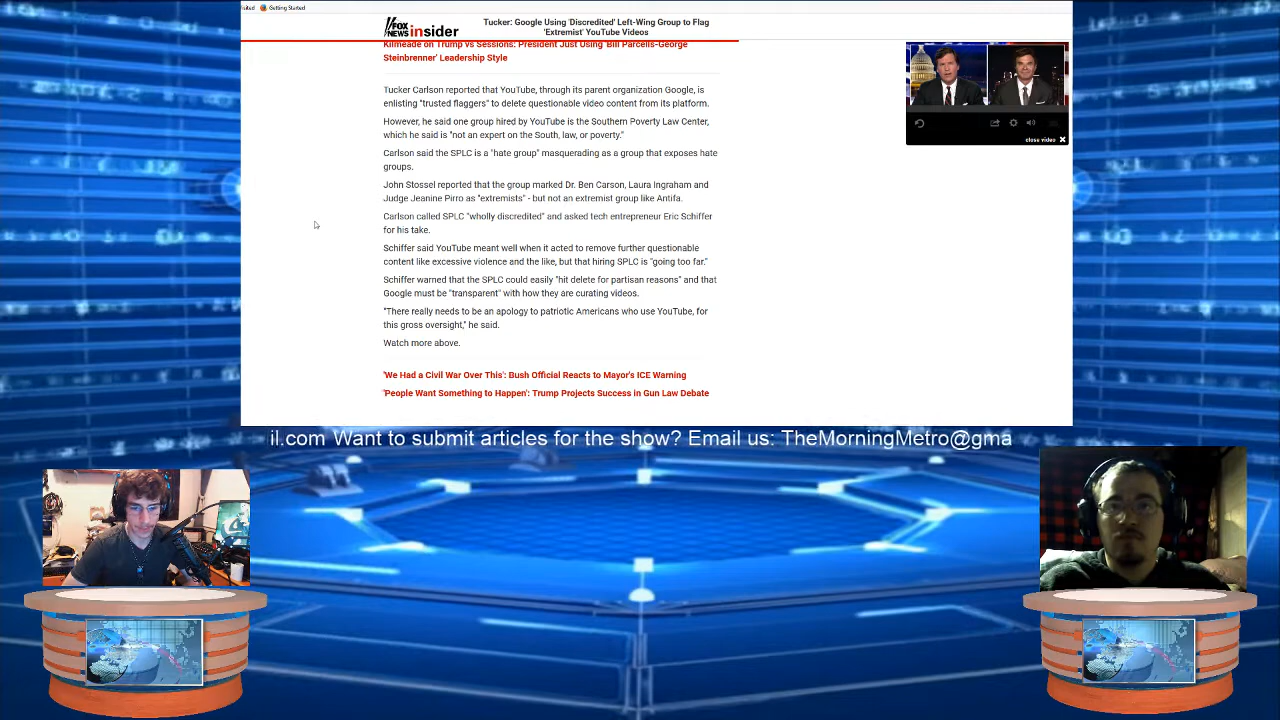 isited Getting Started
FOX NEWS insider
Tucker: Google Using 'Discredited' Left-Wing Group to Flag
'Extremist' YouTube Videos
Kilmeade on Trump vs Sessions: President Just Using 'Bill Parcells-George
Steinbrenner' Leadership Style
Tucker Carlson reported that YouTube, through its parent organization Google, is
enlisting "trusted flaggers" to delete questionable video content from its platform.
However, he said one group hired by YouTube is the Southern Poverty Law Center,
which he said is "not an expert on the South, law, or poverty."
Carlson said the SPLC is a "hate group" masquerading as a group that exposes hate
groups.
John Stossel reported that the group marked Dr. Ben Carson, Laura Ingraham and
Judge Jeanine Pirro as "extremists" - but not an extremist group like Antifa.
Carlson called SPLC "wholly discredited" and asked tech entrepreneur Eric Schiffer
for his take.
Schiffer said YouTube meant well when it acted to remove further questionable
content like excessive violence and the like, but that hiring SPLC is "going too far."
Schiffer warned that the SPLC could easily "hit delete for partisan reasons" and that
Google must be "transparent" with how they are curating videos.
"There really needs to be an apology to patriotic Americans who use YouTube, for
this gross oversight," he said.
Watch more above.
'We Had a Civil War Over This': Bush Official Reacts to Mayor's ICE Warning
'People Want Something to Happen': Trump Projects Success in Gun Law Debate
close video
il.com Want to submit articles for the show? Email us: TheMorningMetro@gma